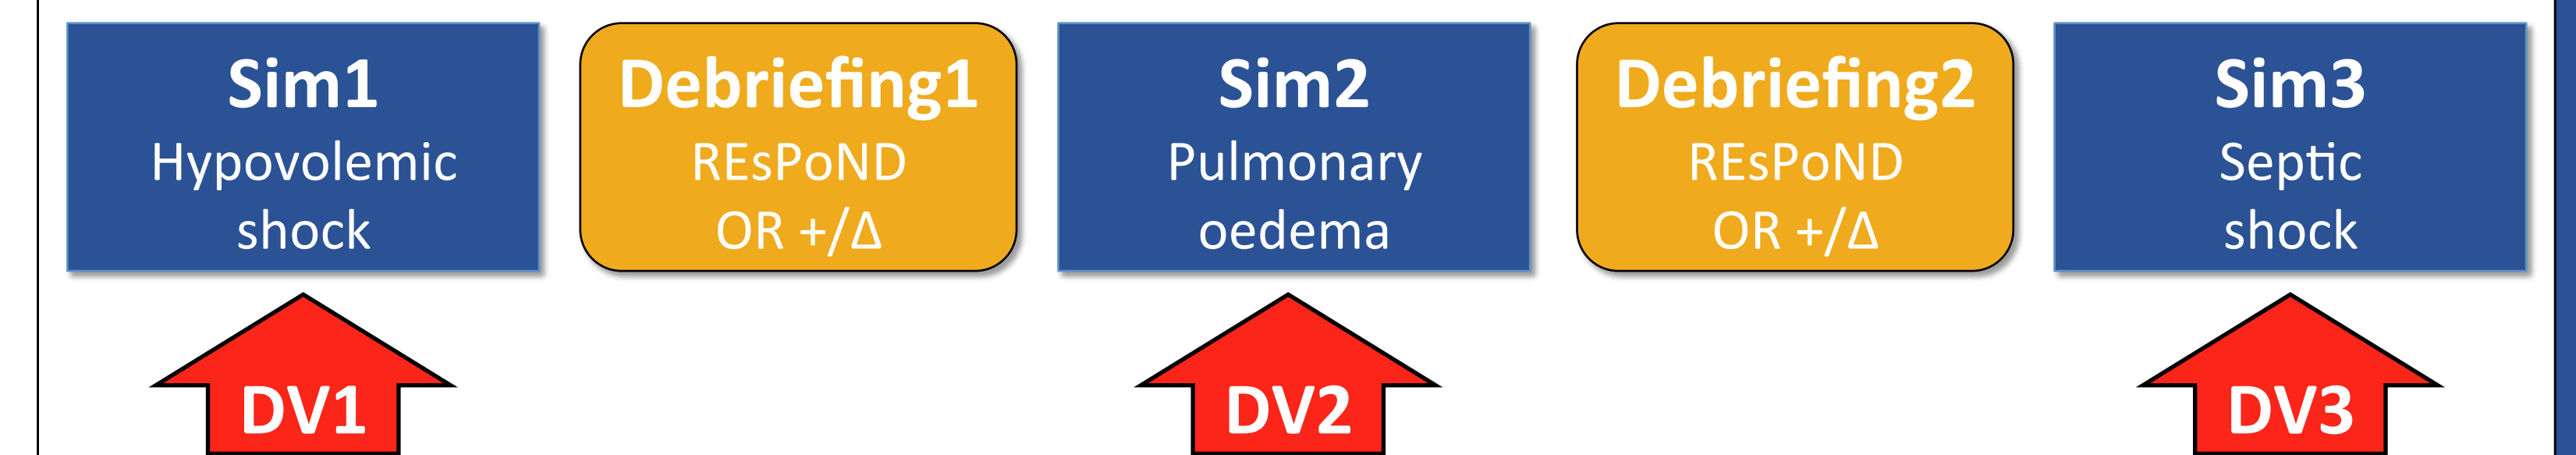 Sim1
Hypovolemic
shock
Debriefing1
REsPoND
OR +/Δ
Sim2
Pulmonary
oedema
Debriefing2
REsPoND
OR +/Δ
Sim3
Septic
shock
DV1
DV2
DV3